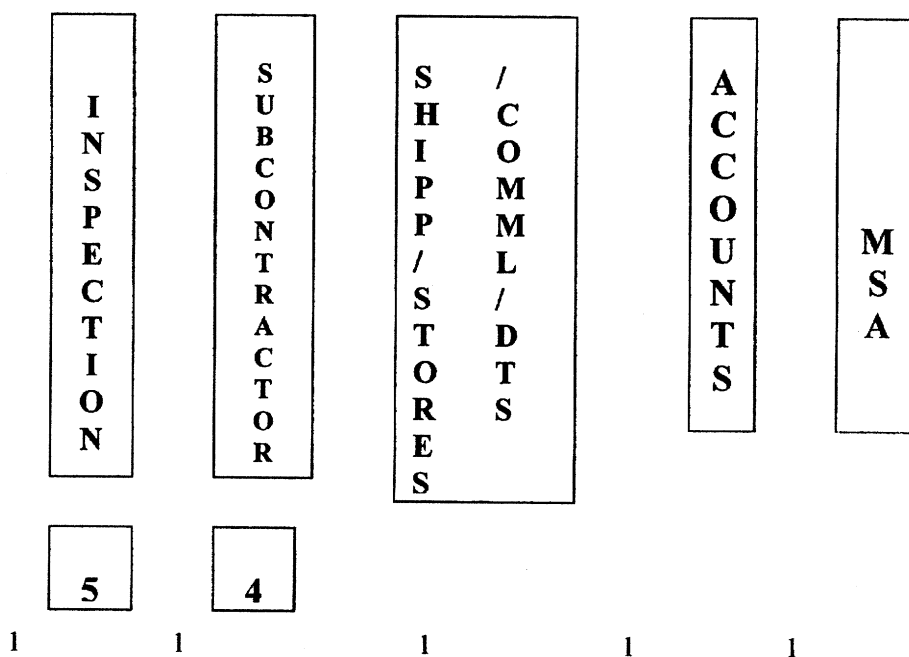 INSPECTION
SUBCONTRACTOR
SHIPP/STORES
/COMML/DTS
ACCOUNTS
MSA
5 4
1 1 1 1 1